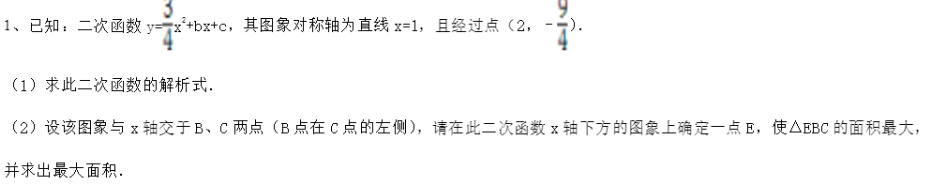 1、已知：二次函数 y=3/4x²+bx+c，其图象对称轴为直线 x=1，且经过点（2，-9/4）．
（1）求此二次函数的解析式．
（2）设该图象与 x 轴交于 B、C 两点（B 点在 C 点的左侧），请在此二次函数 x 轴下方的图象上确定一点 E，使△EBC 的面积最大，
并求出最大面积．